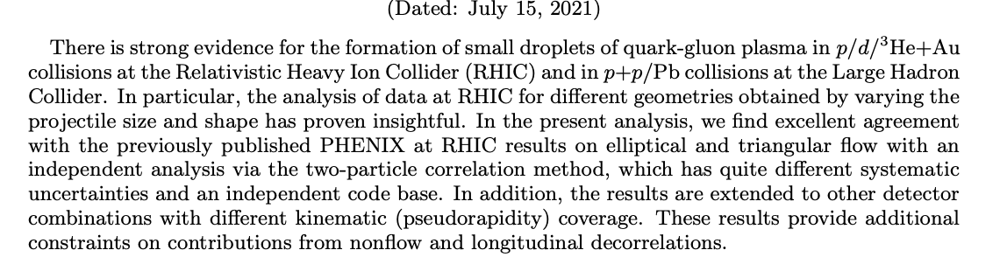 (Dated: July 15, 2021)
There is strong evidence for the formation of small droplets of quark-gluon plasma in p/d/³He+Au
collisions at the Relativistic Heavy Ion Collider (RHIC) and in p+p/Pb collisions at the Large Hadron
Collider. In particular, the analysis of data at RHIC for different geometries obtained by varying the
projectile size and shape has proven insightful. In the present analysis, we find excellent agreement
with the previously published PHENIX at RHIC results on elliptical and triangular flow with an
independent analysis via the two-particle correlation method, which has quite different systematic
uncertainties and an independent code base. In addition, the results are extended to other detector
combinations with different kinematic (pseudorapidity) coverage. These results provide additional
constraints on contributions from nonflow and longitudinal decorrelations.